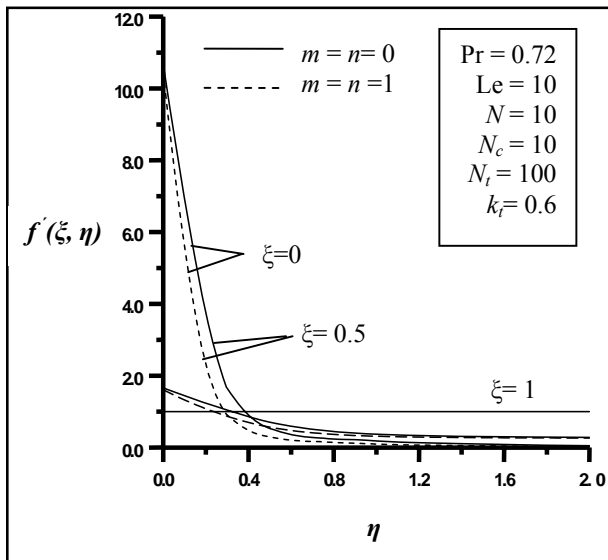 12.0
10.0
8.0
6.0
4.0
2.0
0.0
f′(ξ, η)
m = n= 0
m = n =1
Pr = 0.72
Le = 10
N = 10
Nc = 10
Nt = 100
kt= 0.6
ξ=0
ξ= 0.5
ξ= 1
0.0 0.4 0.8 1.2 1.6 2.0
η